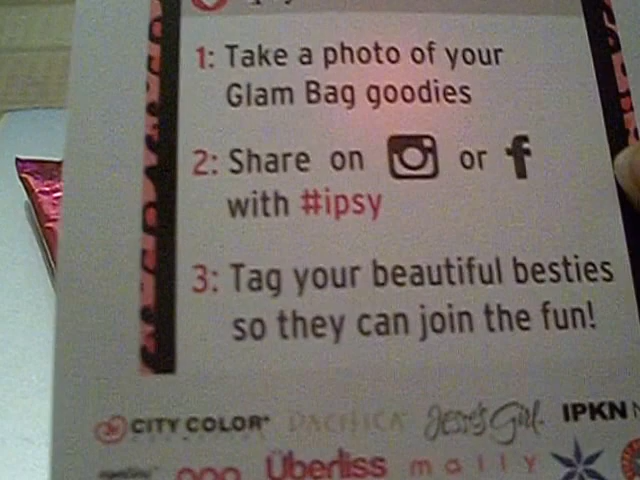 1: Take a photo of your
Glam Bag goodies
2: Share on or f
with #ipsy
3: Tag your beautiful besties
so they can join the fun!
CITY COLOR PACIFICA Jesse's Girl. IPKN
Überliss mally